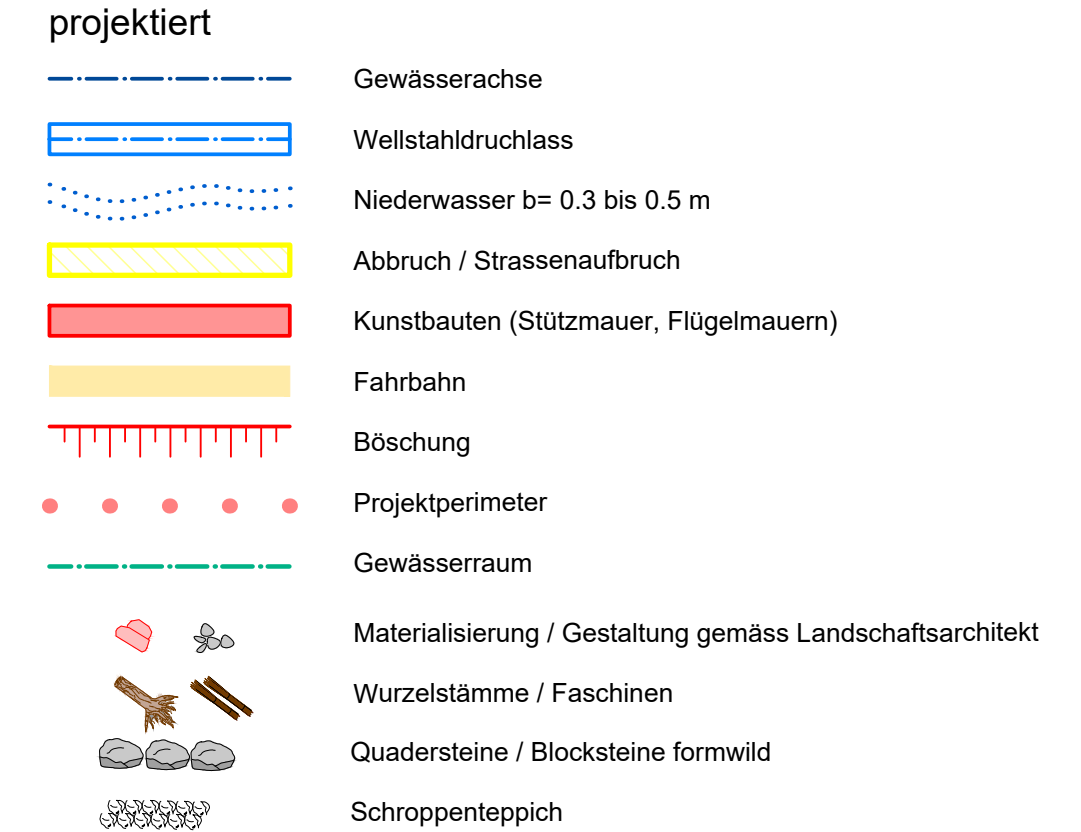 projektiert
Gewässerachse
Wellstahldruchlass
Niederwasser b= 0.3 bis 0.5 m
Abbruch / Strassenaufbruch
Kunstbauten (Stützmauer, Flügelmauern)
Fahrbahn
Böschung
Projektperimeter
Gewässerraum
Materialisierung / Gestaltung gemäss Landschaftsarchitekt
Wurzelstämme / Faschinen
Quadersteine / Blocksteine formwild
Schroppenteppich